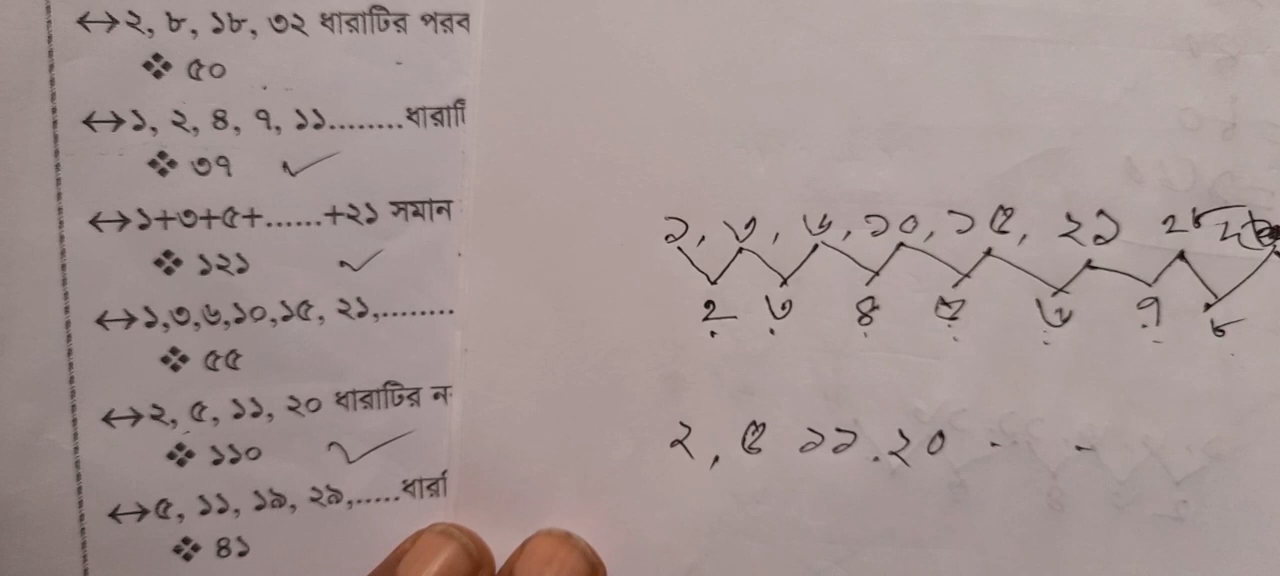 ↔২, ৮, ১৮, ৩২ ধারাটির পরব
❖ ৫০
↔১, ২, ৪, ৭, ১১........ধারাটি
❖ ৩৭ ✓
↔১+৩+৫+......+২১ সমান
❖ ১২১ ✓
↔১,৩,৬,১০,১৫, ২১,........
❖ ৫৫
↔২, ৫, ১১, ২০ ধারাটির ন
❖ ১১০ ✓
↔৫, ১১, ১৯, ২৯,.....ধারা
❖ ৪১
১, ৩, ৬, ১০, ১৫, ২১ ২৮
২ ৩ ৪ ৫ ৬ ৭ ৮
২, ৫ ১১.২০ - -